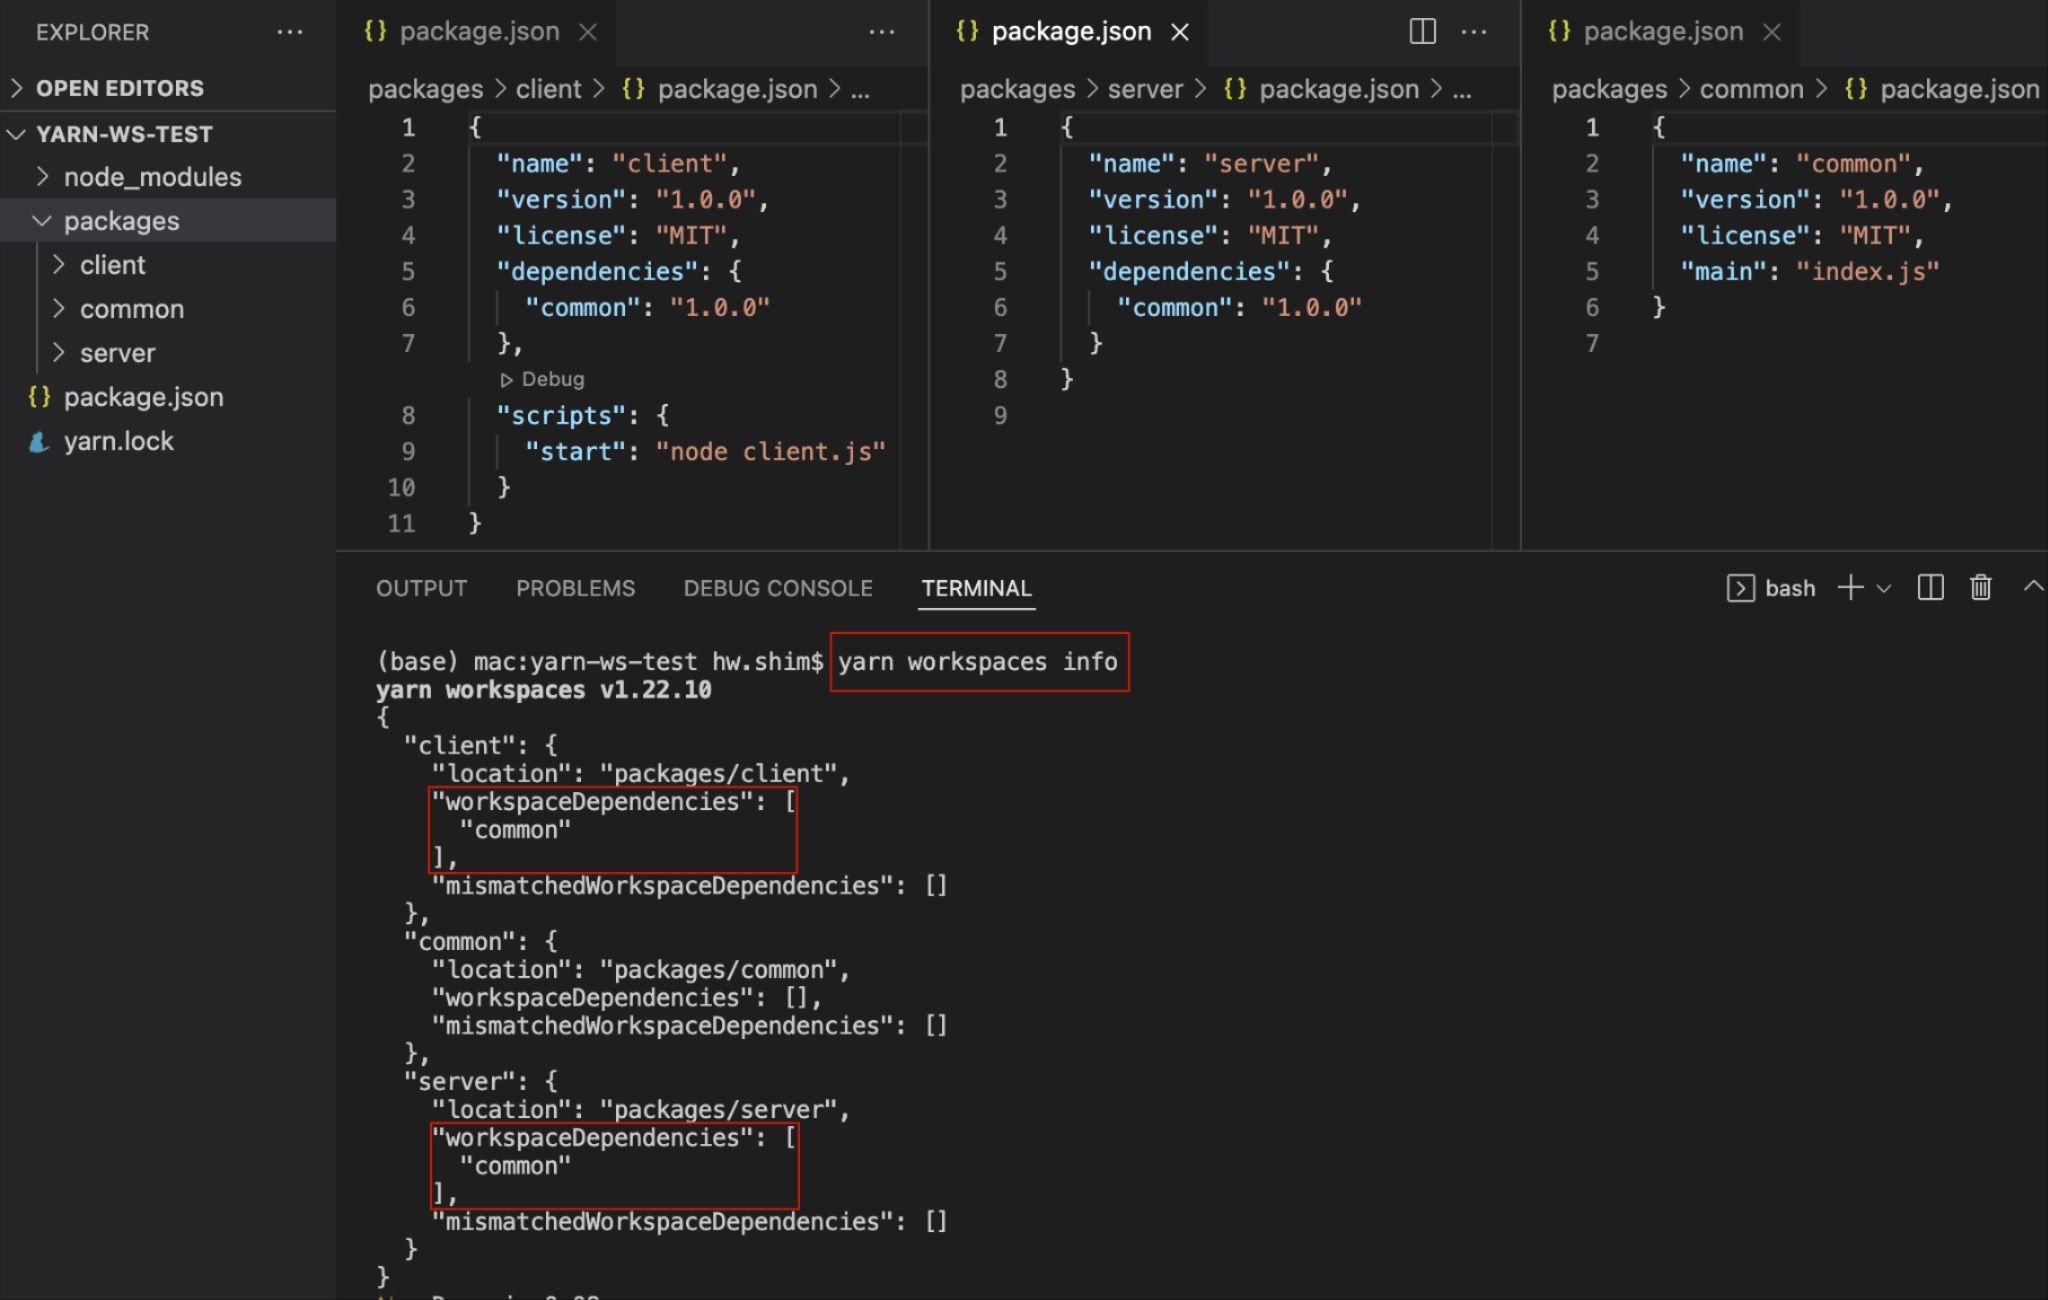 EXPLORER
OPEN EDITORS
YARN-WS-TEST
node_modules
packages
client
common
server
package.json
yarn.lock
package.json
packages > client > {} package.json > ...
1 {
2 "name": "client",
3 "version": "1.0.0",
4 "license": "MIT",
5 "dependencies": {
6 "common": "1.0.0"
7 },
Debug
8 "scripts": {
9 "start": "node client.js"
10 }
11 }
package.json
packages > server > {} package.json > ...
1 {
2 "name": "server",
3 "version": "1.0.0",
4 "license": "MIT",
5 "dependencies": {
6 "common": "1.0.0"
7 }
8 }
9
package.json
packages > common > {} package.json
1 {
2 "name": "common",
3 "version": "1.0.0",
4 "license": "MIT",
5 "main": "index.js"
6 }
7
OUTPUT PROBLEMS DEBUG CONSOLE TERMINAL
bash
(base) mac:yarn-ws-test hw.shim$ yarn workspaces info
yarn workspaces v1.22.10
{
"client": {
"location": "packages/client",
"workspaceDependencies": [
"common"
],
"mismatchedWorkspaceDependencies": []
},
"common": {
"location": "packages/common",
"workspaceDependencies": [],
"mismatchedWorkspaceDependencies": []
},
"server": {
"location": "packages/server",
"workspaceDependencies": [
"common"
],
"mismatchedWorkspaceDependencies": []
}
}